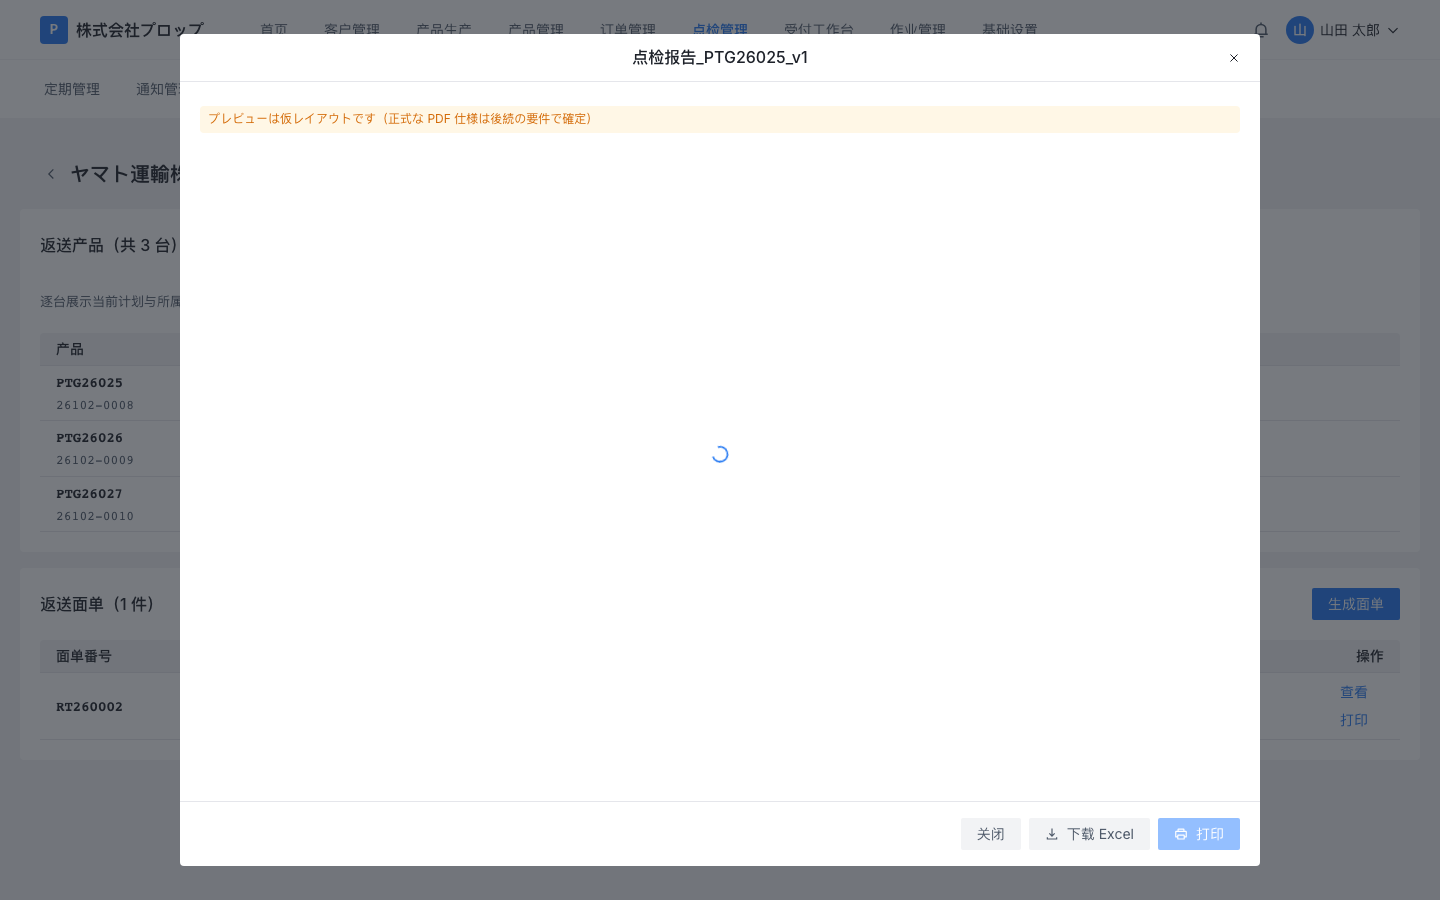 P 株式会社プロップ 首页 客户管理 产品生产 产品管理 订单管理 点检管理 受付工作台 作业管理 基础设置 山 山田 太郎
点检报告_PTG26025_v1
定期管理 通知管
プレビューは仮レイアウトです（正式な PDF 仕様は後続の要件で確定）
ヤマト運輸株
返送产品（共 3 台）
逐台展示当前计划与所属
产品
PTG26025
26102-0008
PTG26026
26102-0009
PTG26027
26102-0010
返送面单（1 件） 生成面单
面单番号 操作
RT260002 查看
打印
关闭 下载 Excel 打印